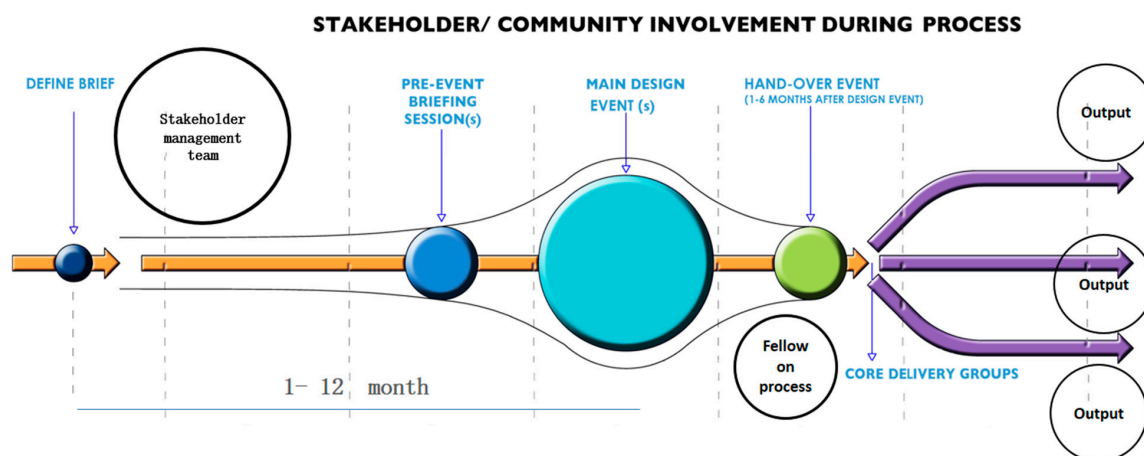 STAKEHOLDER/ COMMUNITY INVOLVEMENT DURING PROCESS
DEFINE BRIEF
Stakeholder
management
team
PRE-EVENT
BRIEFING
SESSION(s)
MAIN DESIGN
EVENT (s)
HAND-OVER EVENT
(1-6 MONTHS AFTER DESIGN EVENT)
Output
Output
Fellow
on
process
CORE DELIVERY GROUPS
1- 12 month
Output